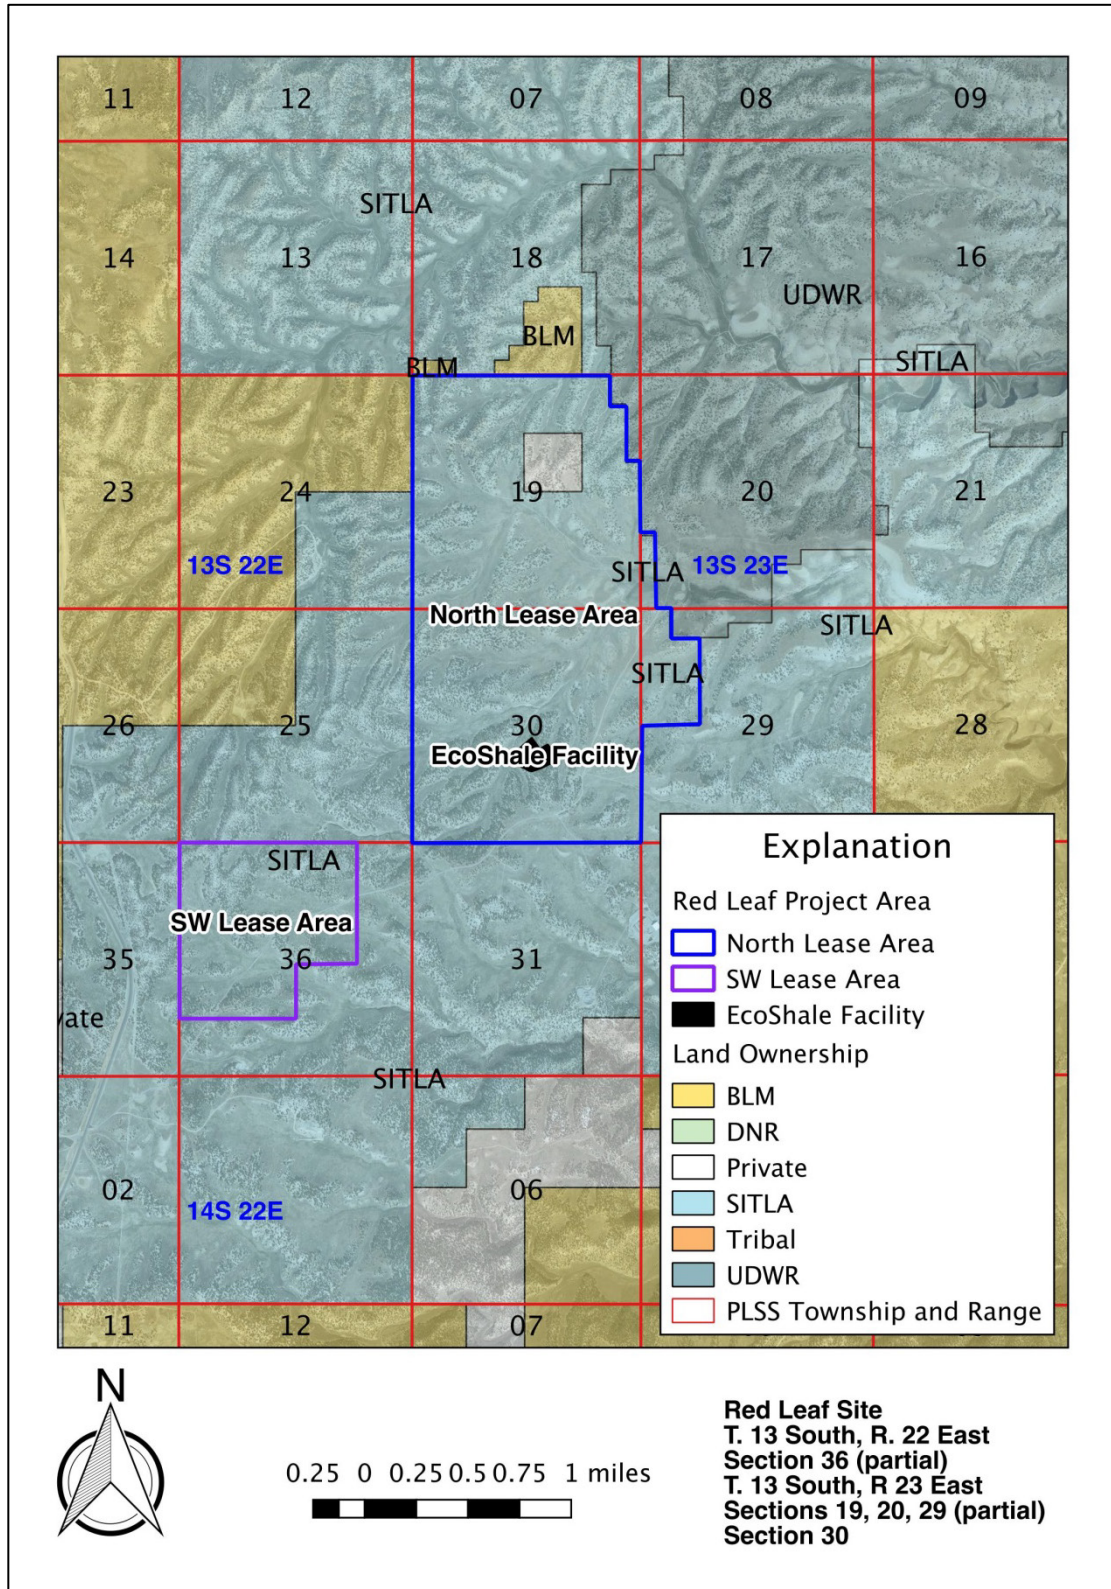 11
12
07
08
09
SITLA
14
13
18
17
16
UDWR
BLM
SITLA
BLM
23
24
19
20
21
13S 22E
SITLA
13S 23E
North Lease Area
SITLA
SITLA
26
25
30
29
28
EcoShale Facility
SITLA
SW Lease Area
35
36
31
vate
SITLA
02
14S 22E
06
11
12
07
Explanation
Red Leaf Project Area
North Lease Area
SW Lease Area
EcoShale Facility
Land Ownership
BLM
DNR
Private
SITLA
Tribal
UDWR
PLSS Township and Range
N
0.25 0 0.25 0.5 0.75 1 miles
Red Leaf Site
T. 13 South, R. 22 East
Section 36 (partial)
T. 13 South, R 23 East
Sections 19, 20, 29 (partial)
Section 30